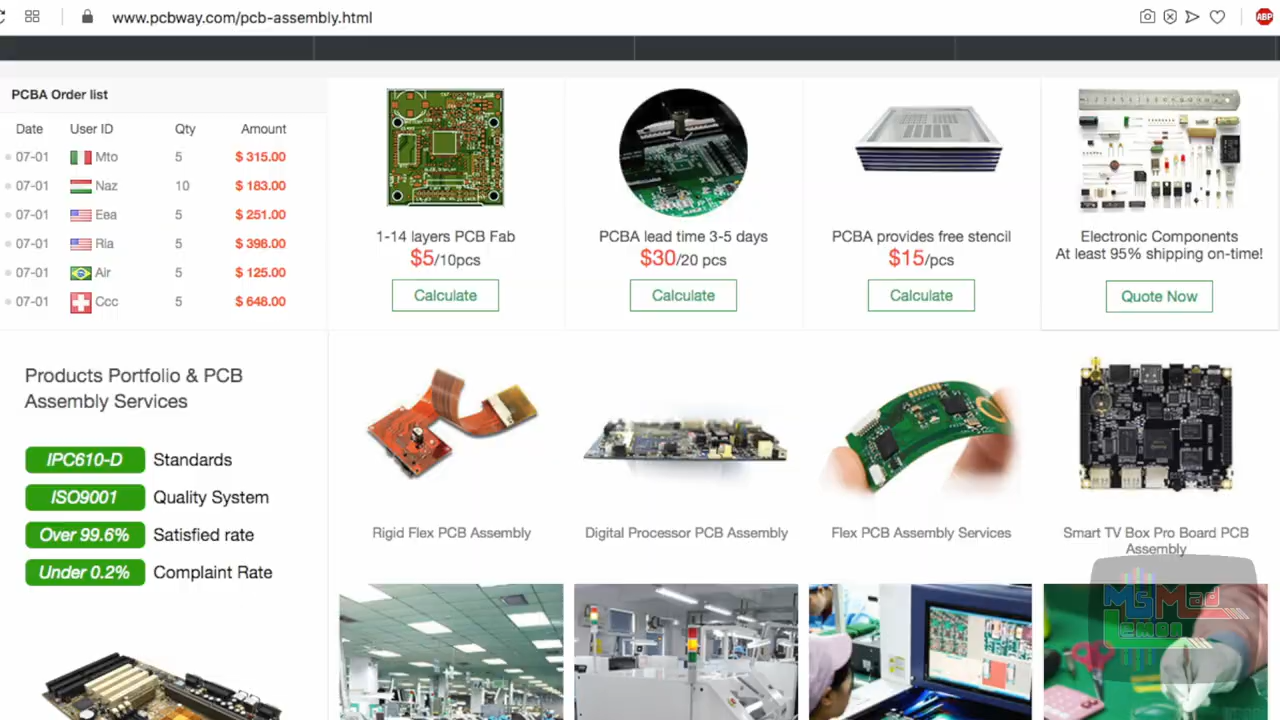 www.pcbway.com/pcb-assembly.html
ABP
PCBA Order list
Date User ID Qty Amount
07-01 Mto 5 $ 315.00
07-01 Naz 10 $ 183.00
07-01 Eea 5 $ 251.00
07-01 Ria 5 $ 396.00
07-01 Air 5 $ 125.00
07-01 Ccc 5 $ 648.00
1-14 layers PCB Fab
$5/10pcs
Calculate
PCBA lead time 3-5 days
$30/20 pcs
Calculate
PCBA provides free stencil
$15/pcs
Calculate
Electronic Components
At least 95% shipping on-time!
Quote Now
Products Portfolio & PCB
Assembly Services
IPC610-D Standards
ISO9001 Quality System
Over 99.6% Satisfied rate
Under 0.2% Complaint Rate
Rigid Flex PCB Assembly
Digital Processor PCB Assembly
Flex PCB Assembly Services
Smart TV Box Pro Board PCB
Assembly
MsMad
Lemon